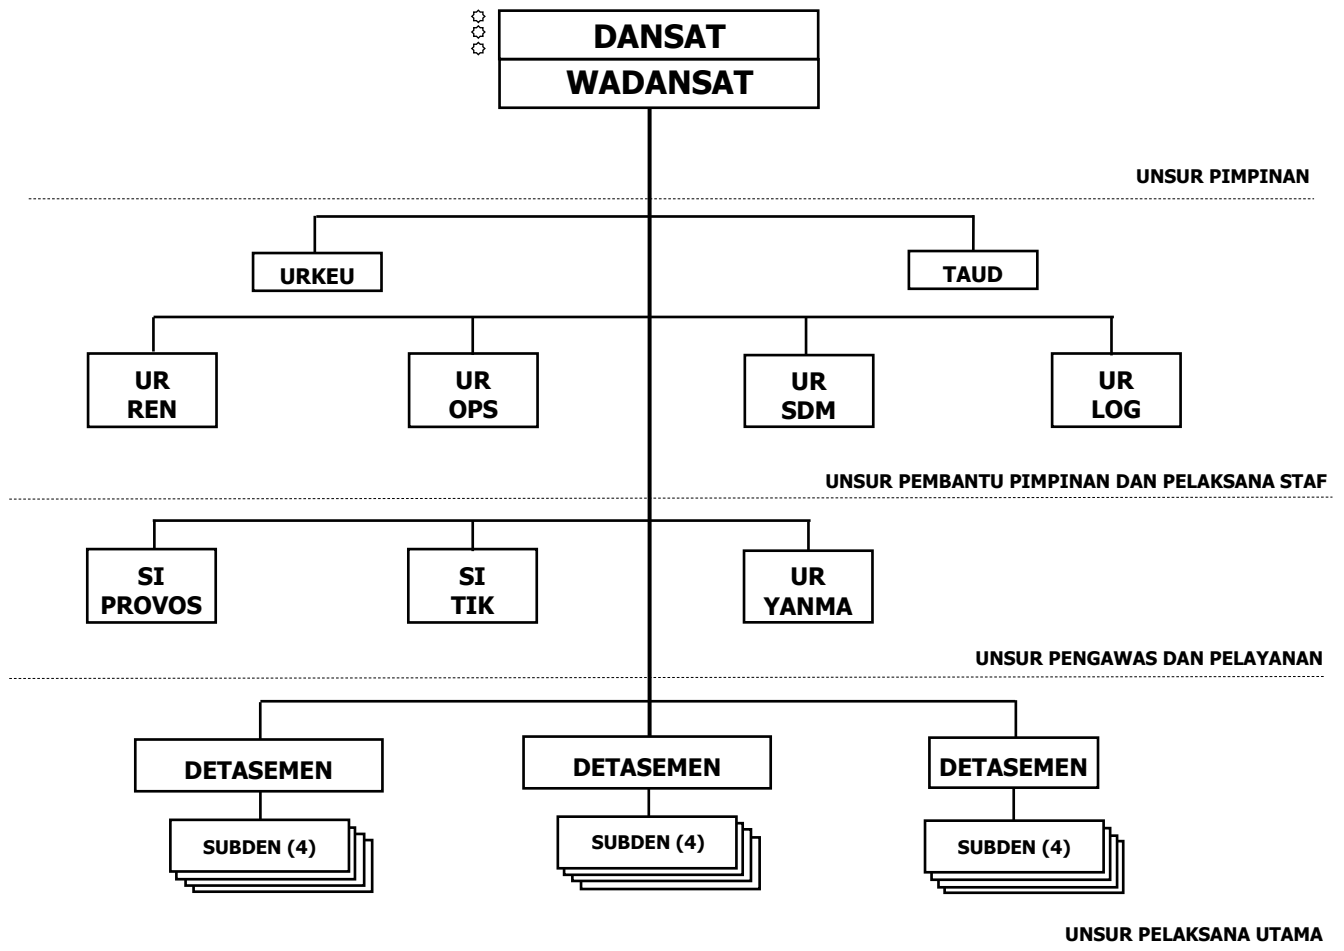 DANSAT
WADANSAT
UNSUR PIMPINAN
URKEU
TAUD
UR
REN
UR
OPS
UR
SDM
UR
LOG
UNSUR PEMBANTU PIMPINAN DAN PELAKSANA STAF
SI
PROVOS
SI
TIK
UR
YANMA
UNSUR PENGAWAS DAN PELAYANAN
DETASEMEN
DETASEMEN
DETASEMEN
SUBDEN (4)
SUBDEN (4)
SUBDEN (4)
UNSUR PELAKSANA UTAMA